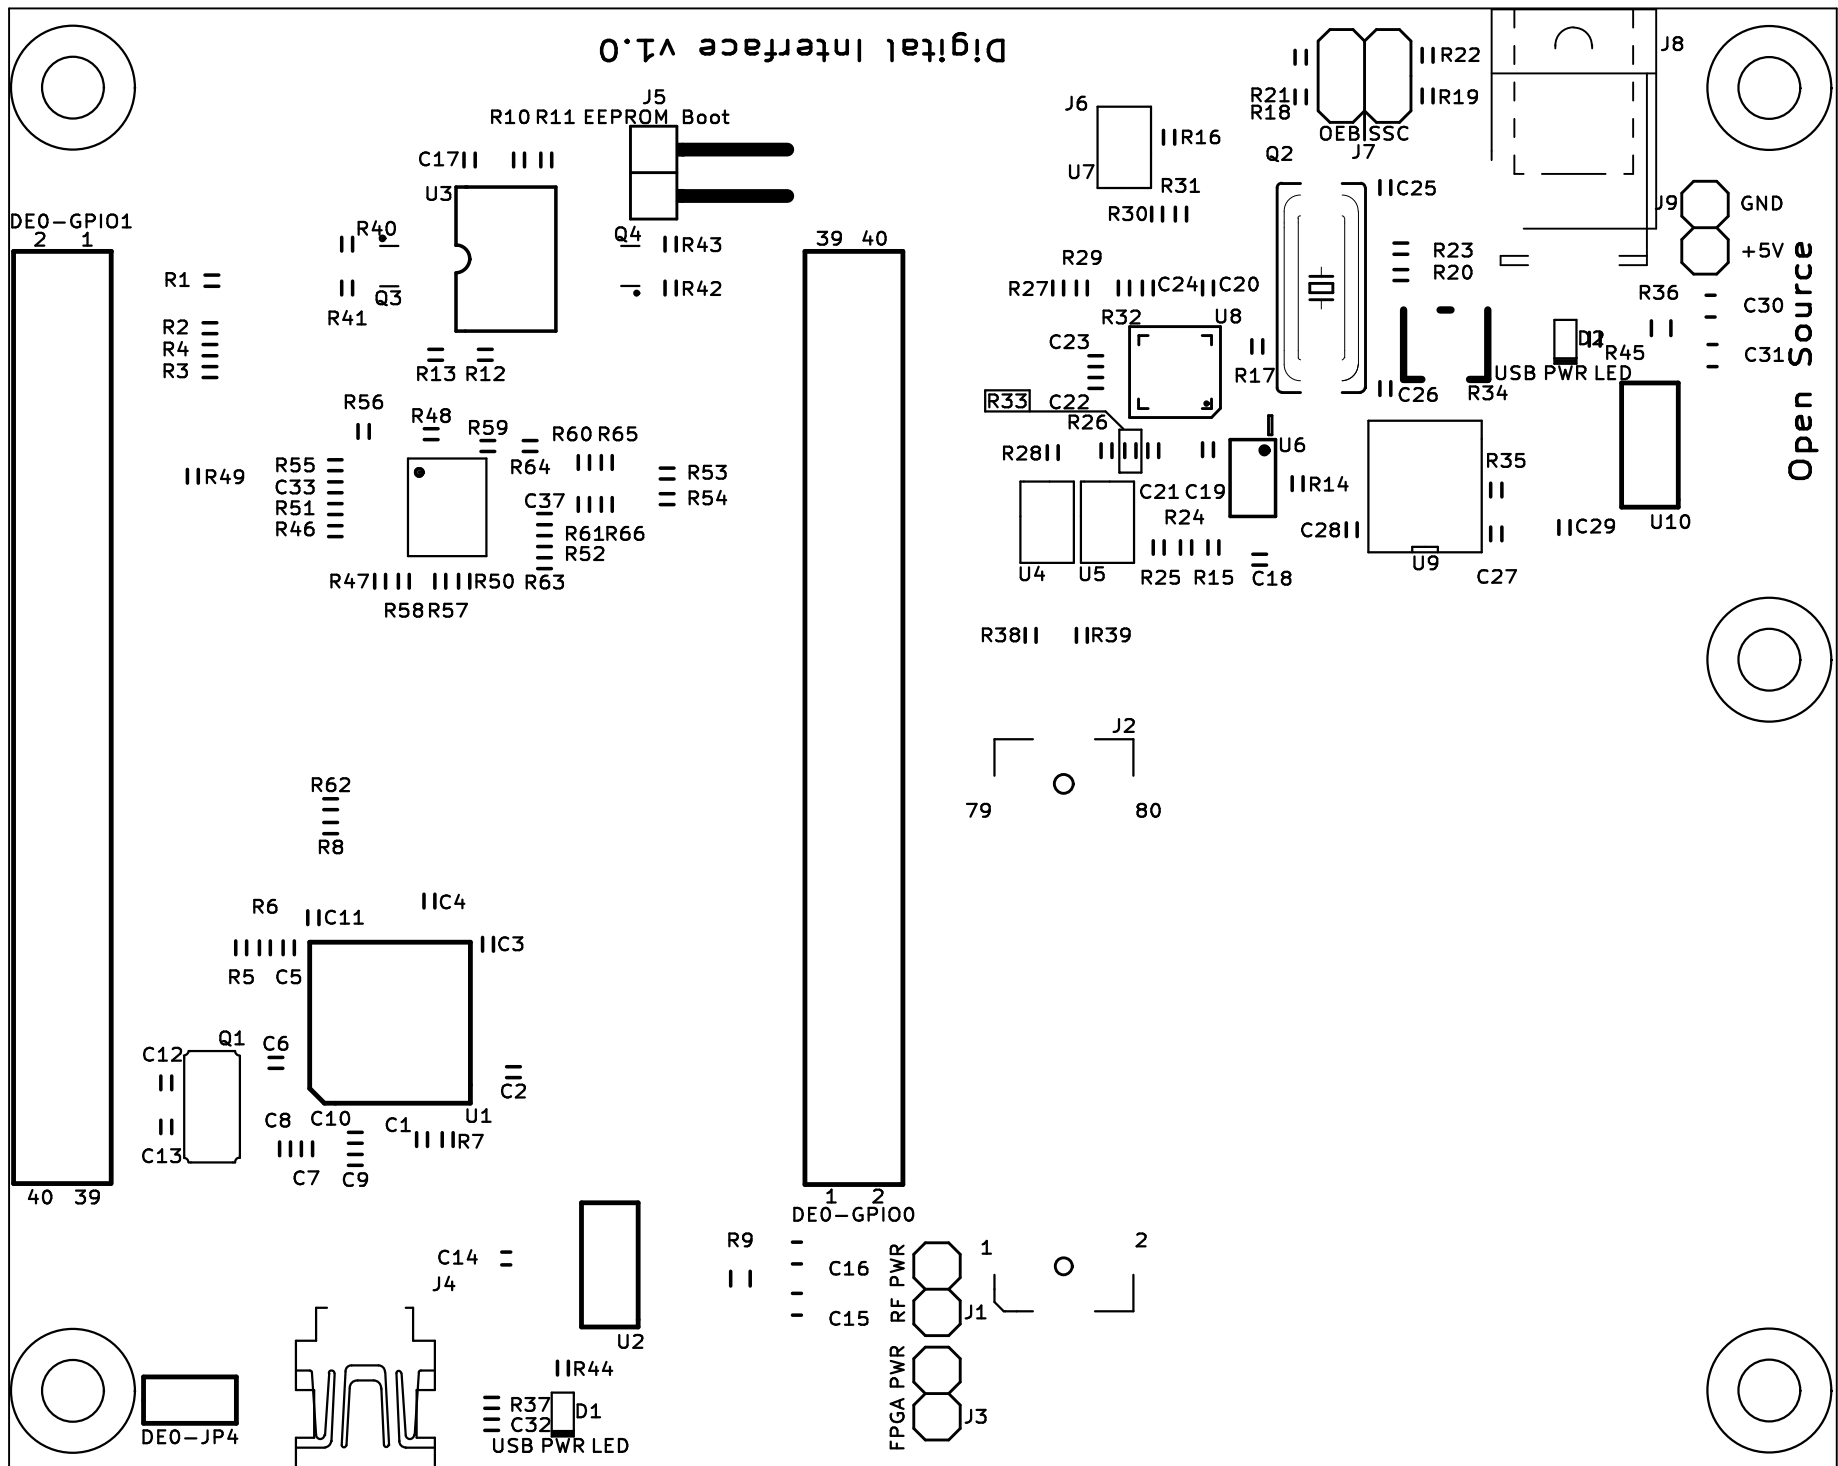 Digital Interface v1.0
J8
R22
R21
R18
R19
OEB SSC
J7
J5
R10 R11 EEPROM Boot
J6
R16
U7
Q2
C17
U3
R31
R30
C25
J9
GND
+5V
DE0-GPIO1
2 1
R40
Q4
R43
39 40
R1
R41
Q3
R42
R29
R27
C24
C20
R23
R20
R36
C30
C31
Open Source
R2
R4
R3
R32
U8
C23
R17
D2
R45
USB PWR LED
R13 R12
R33
C22
R26
C26
R34
R56
R48
R59
R60 R65
R64
R28
U6
R55
C33
R51
R46
R49
R53
R54
C37
R61 R66
R52
R63
C21 C19
R14
R24
R35
C28
C29
U10
U9
C27
R47
R50
R58 R57
U4
U5
R25 R15
C18
R38
R39
J2
79
80
R62
R8
C4
R6
C11
C3
R5
C5
Q1
C12
C6
C2
C13
C8
C10
C1
U1
R7
C7
C9
40 39
1 2
DE0-GPIO0
C14
J4
U2
R9
C16
C15
RF PWR
J1
1
2
R44
R37
C32
D1
USB PWR LED
FPGA PWR
J3
DE0-JP4